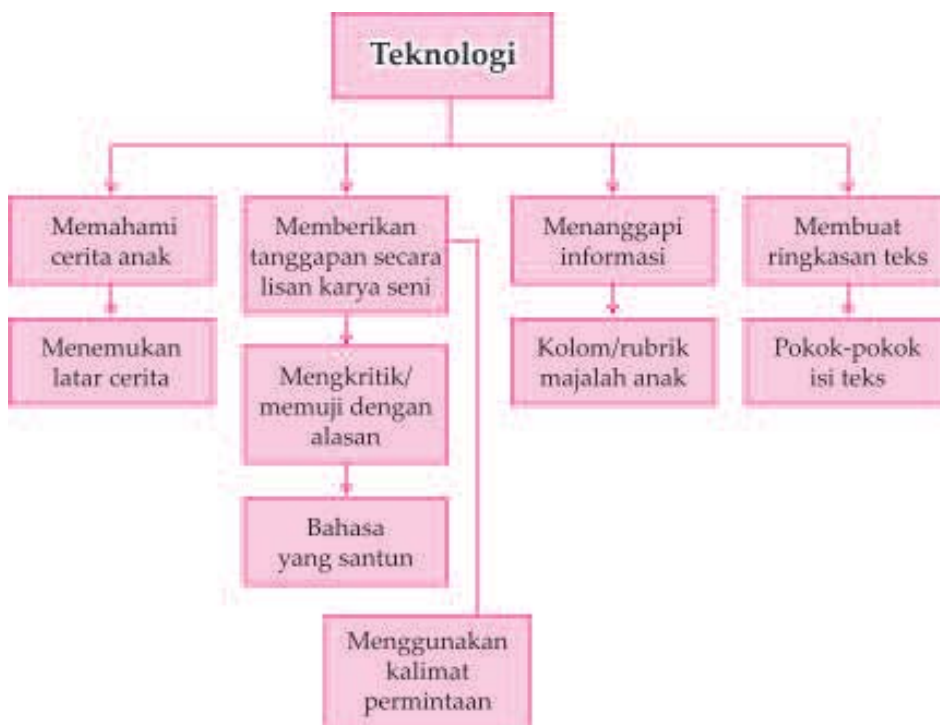 Teknologi
Memahami
cerita anak
Menemukan
latar cerita
Memberikan
tanggapan secara
lisan karya seni
Mengkritik/
memuji dengan
alasan
Bahasa
yang santun
Menggunakan
kalimat
permintaan
Menanggapi
informasi
Kolom/rubrik
majalah anak
Membuat
ringkasan teks
Pokok-pokok
isi teks